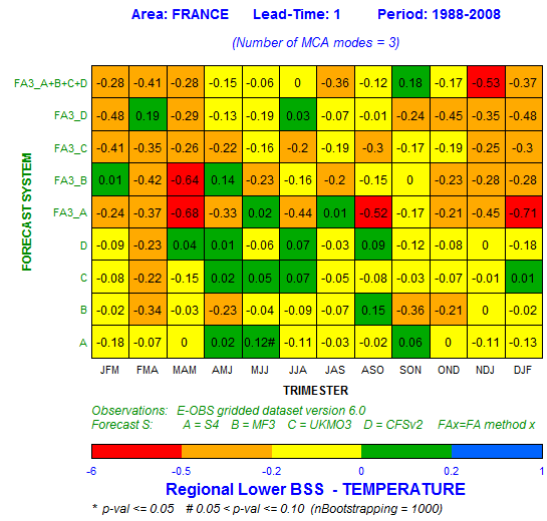 Area: FRANCE Lead-Time: 1 Period: 1988-2008
(Number of MCA modes = 3)
FORECAST SYSTEM
FA3_A+B+C+D -0.28 -0.41 -0.28 -0.15 -0.06 0 -0.36 -0.12 0.18 -0.17 -0.53 -0.37
FA3_D -0.48 0.19 -0.29 -0.13 -0.19 0.03 -0.07 -0.01 -0.24 -0.45 -0.35 -0.48
FA3_C -0.41 -0.35 -0.26 -0.22 -0.16 -0.2 -0.19 -0.3 -0.17 -0.19 -0.25 -0.3
FA3_B 0.01 -0.42 -0.64 0.14 -0.23 -0.16 -0.2 -0.15 0 -0.23 -0.28 -0.28
FA3_A -0.24 -0.37 -0.68 -0.33 0.02 -0.44 0.01 -0.52 -0.17 -0.21 -0.45 -0.71
D -0.09 -0.23 0.04 0.01 -0.06 0.07 -0.03 0.09 -0.12 -0.08 0 -0.18
C -0.08 -0.22 -0.15 0.02 0.05 0.07 -0.05 -0.08 -0.03 -0.07 -0.01 0.01
B -0.02 -0.34 -0.03 -0.23 -0.04 -0.09 -0.07 0.15 -0.36 -0.21 0 -0.02
A -0.18 -0.07 0 0.02 0.12# -0.11 -0.03 -0.02 0.06 0 -0.11 -0.13
JFM FMA MAM AMJ MJJ JJA JAS ASO SON OND NDJ DJF
TRIMESTER
Observations: E-OBS gridded dataset version 6.0
Forecast S: A = S4 B = MF3 C = UKMO3 D = CFSv2 FAx=FA method x
-6 -0.5 -0.2 0 0.2 1
Regional Lower BSS - TEMPERATURE
* p-val <= 0.05 # 0.05 < p-val <= 0.10 (nBootstrapping = 1000)